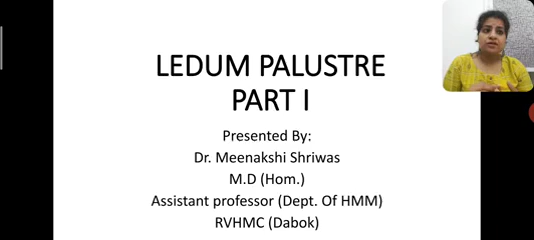 LEDUM PALUSTRE
PART I
Presented By:
Dr. Meenakshi Shriwas
M.D (Hom.)
Assistant professor (Dept. Of HMM)
RVHMC (Dabok)